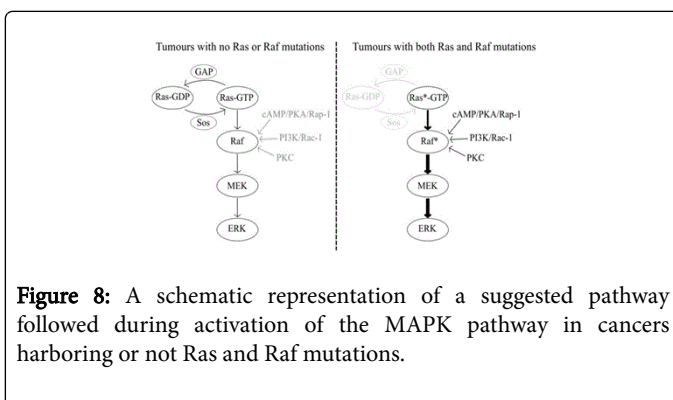 Tumours with no Ras or Raf mutations
GAP
Ras-GDP
Ras-GTP
Sos
cAMP/PKA/Rap-1
Raf
PI3K/Rac-1
PKC
MEK
ERK
Tumours with both Ras and Raf mutations
GAP
Ras-GDP
Ras*-GTP
Sos
cAMP/PKA/Rap-1
Raf*
PI3K/Rac-1
PKC
MEK
ERK
Figure 8: A schematic representation of a suggested pathway
followed during activation of the MAPK pathway in cancers
harboring or not Ras and Raf mutations.